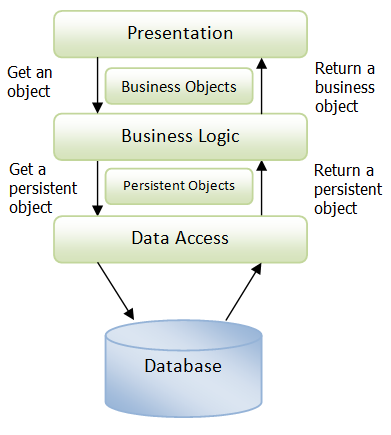 Presentation
Get an
object
Business Objects
Return a
business
object
Business Logic
Get a
persistent
object
Persistent Objects
Return a
persistent
object
Data Access
Database